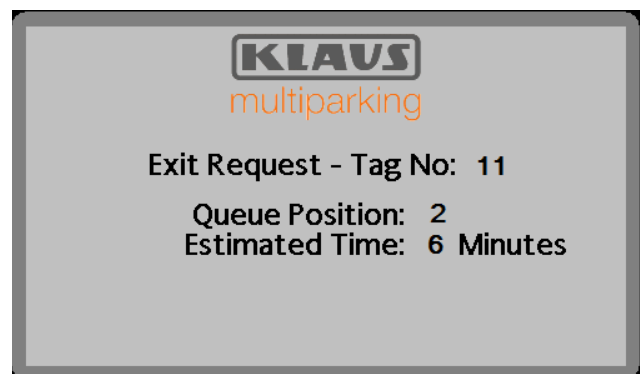 KLAUS
multiparking
Exit Request - Tag No: 11
Queue Position: 2
Estimated Time: 6 Minutes